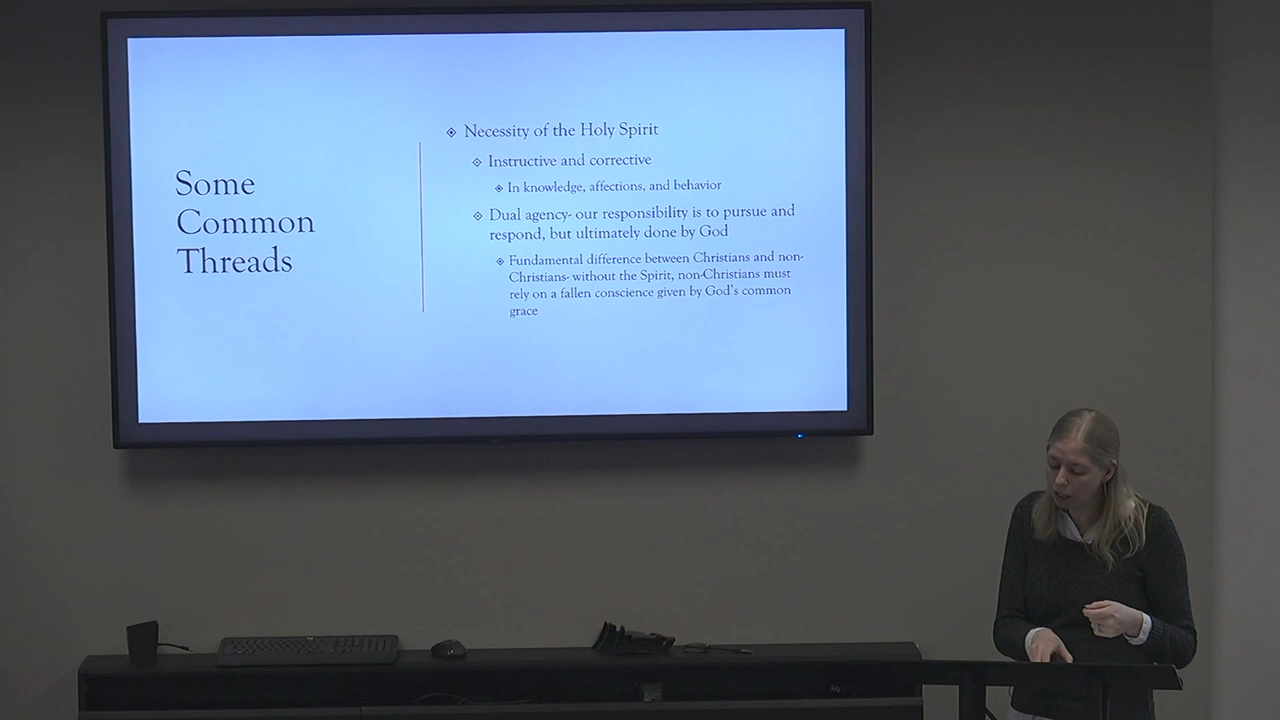 Some
Common
Threads
Necessity of the Holy Spirit
Instructive and corrective
In knowledge, affections, and behavior
Dual agency- our responsibility is to pursue and
respond, but ultimately done by God
Fundamental difference between Christians and non-
Christians- without the Spirit, non-Christians must
rely on a fallen conscience given by God's common
grace